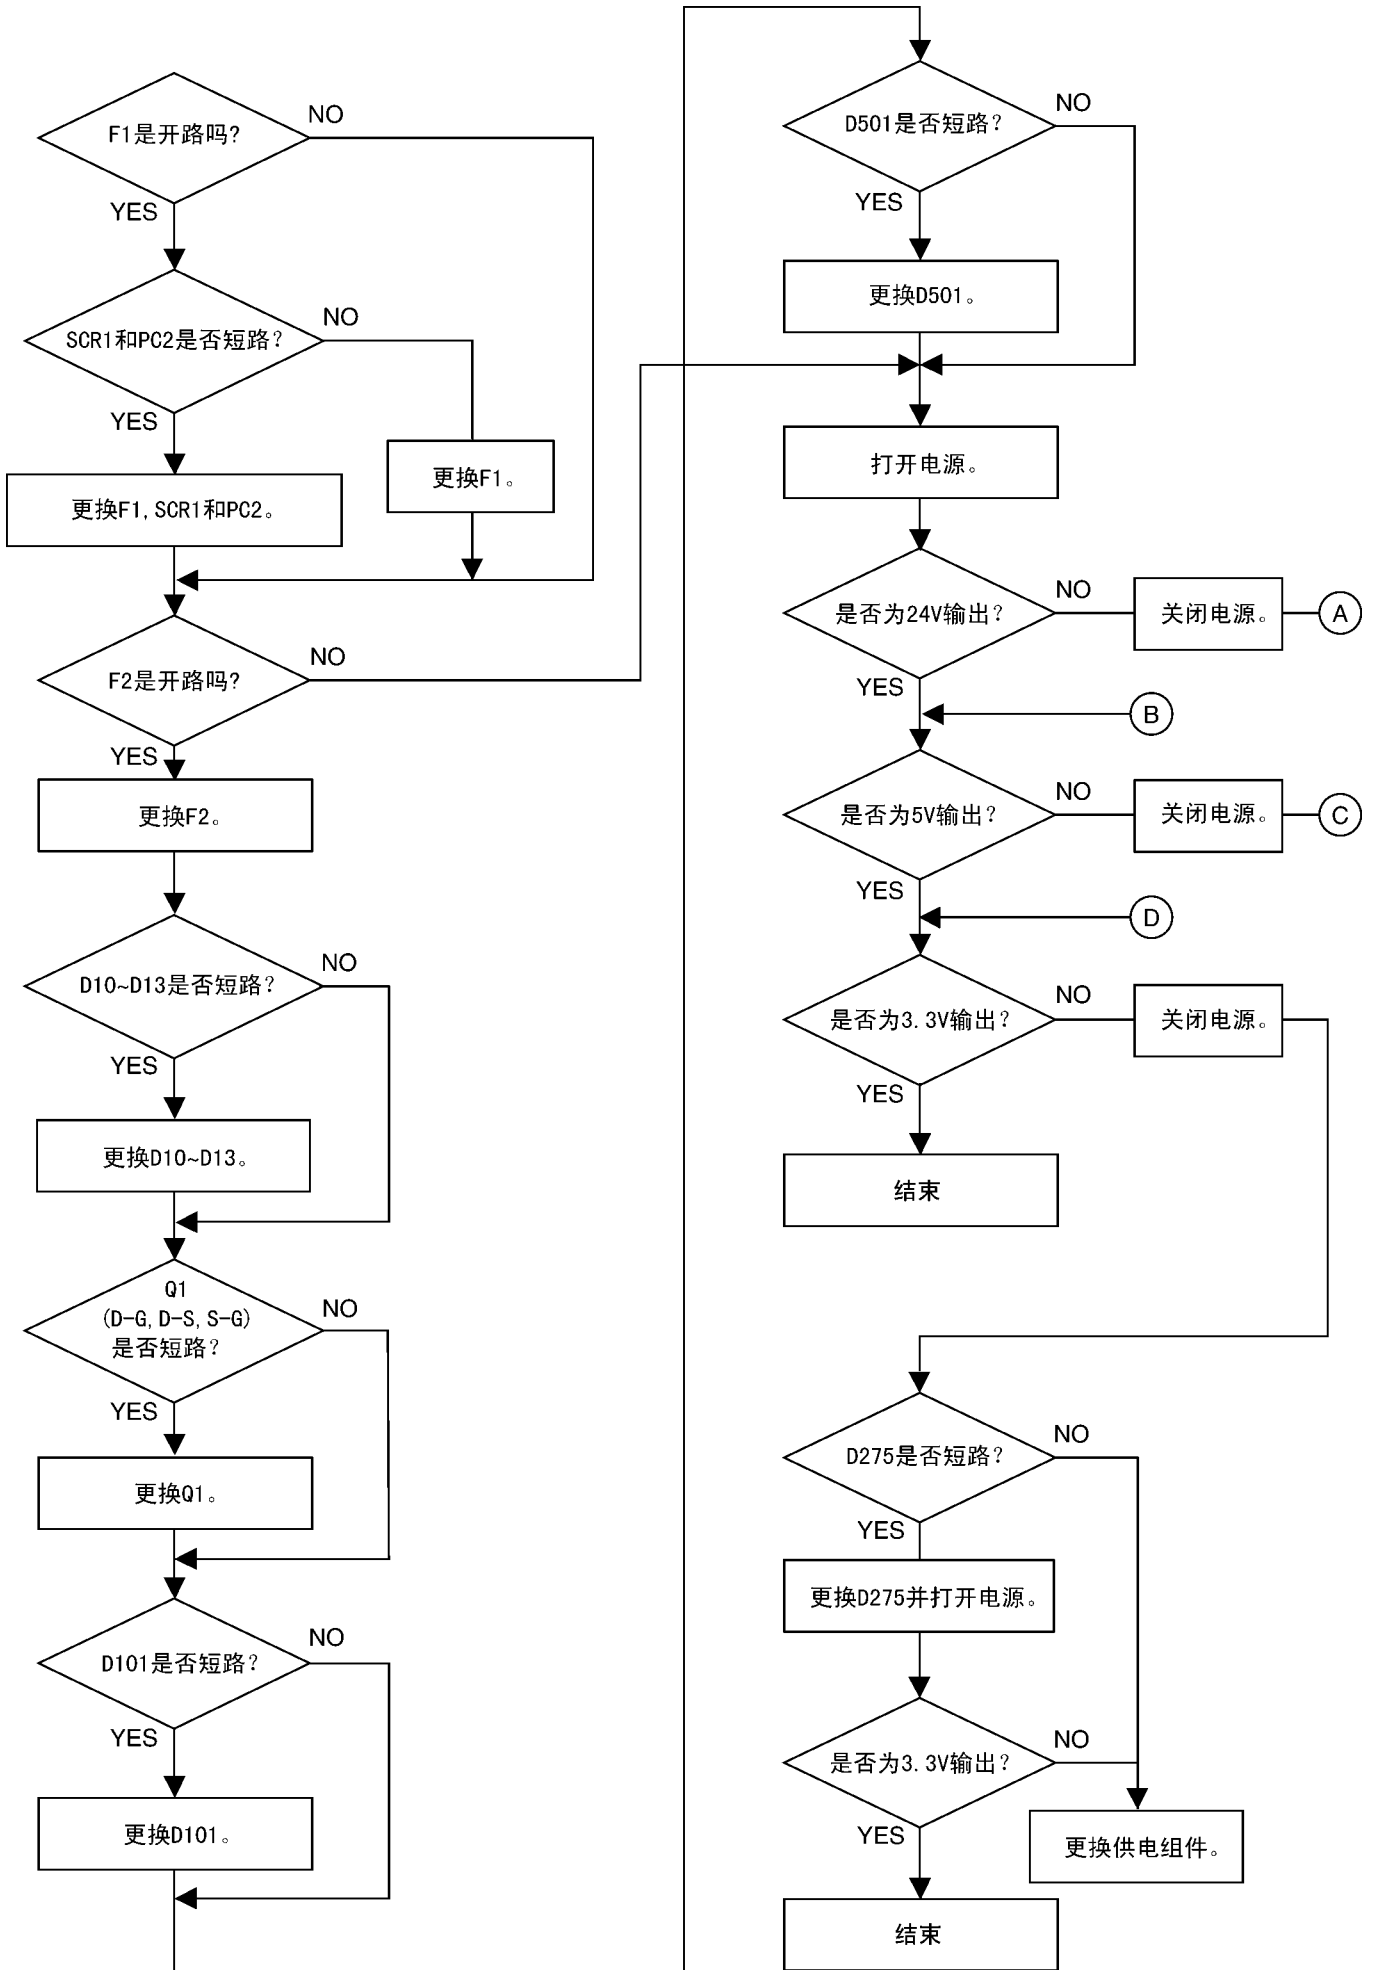 F1是开路吗?
NO
YES
SCR1和PC2是否短路?
NO
YES
更换F1。
更换F1, SCR1和PC2。
F2是开路吗?
NO
YES
更换F2。
D10~D13是否短路?
NO
YES
更换D10~D13。
Q1
(D-G, D-S, S-G)
是否短路?
NO
YES
更换Q1。
D101是否短路?
NO
YES
更换D101。
D501是否短路?
NO
YES
更换D501。
打开电源。
是否为24V输出?
NO
关闭电源。
A
YES
B
是否为5V输出?
NO
关闭电源。
C
YES
D
是否为3.3V输出?
NO
关闭电源。
YES
结束
D275是否短路?
NO
YES
更换D275并打开电源。
是否为3.3V输出?
NO
YES
更换供电组件。
结束